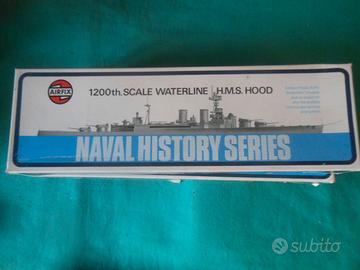 AIRFIX
1200th. SCALE WATERLINE H.M.S. HOOD
NAVAL HISTORY SERIES
subito